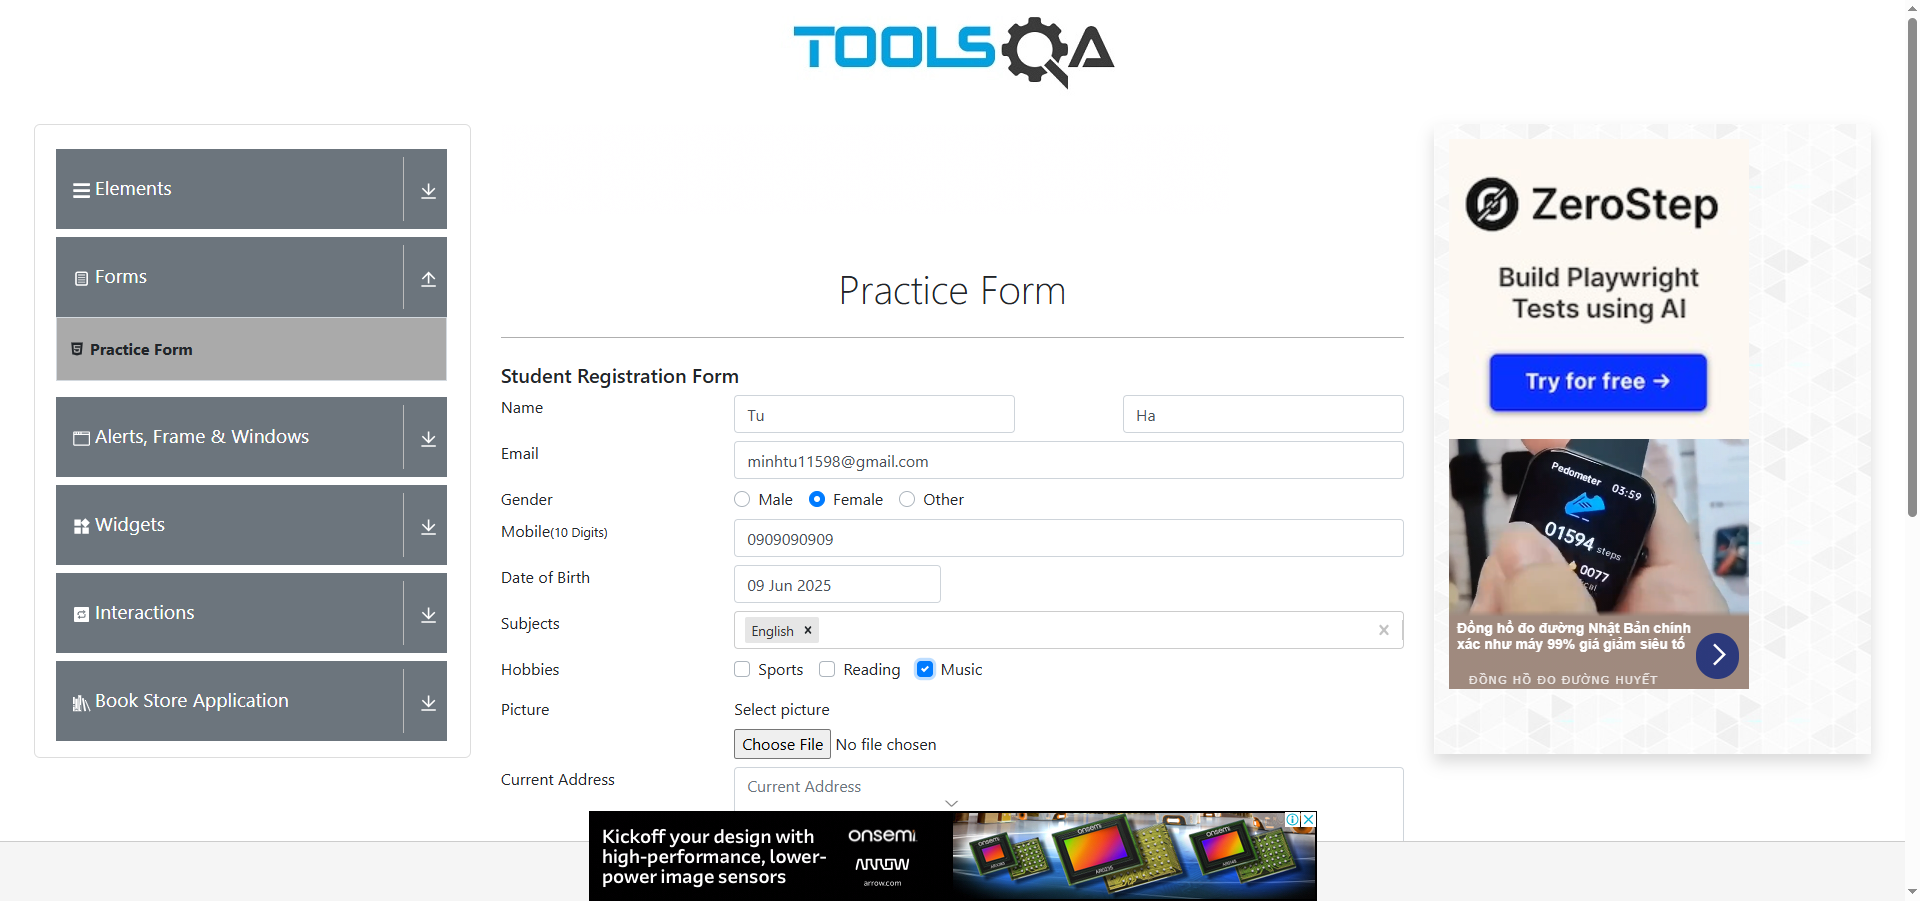 TOOLSQA
Elements
Forms
Practice Form
Alerts, Frame & Windows
Widgets
Interactions
Book Store Application
Practice Form
Student Registration Form
Name
Tu
Ha
Email
minhtu11598@gmail.com
Gender
Male
Female
Other
Mobile(10 Digits)
0909090909
Date of Birth
09 Jun 2025
Subjects
English
Hobbies
Sports
Reading
Music
Picture
Select picture
Choose File No file chosen
Current Address
Current Address
ZeroStep
Build Playwright
Tests using AI
Try for free →
Pedometer 03:59
01594 steps
0077
Đồng hồ đo đường Nhật Bản chính
xác như máy 99% giá giảm siêu tố
ĐỒNG HỒ ĐO ĐƯỜNG HUYẾT
Kickoff your design with
high-performance, lower-
power image sensors
onsemi
ARROW
arrow.com
onsemi
onsemi
onsemi